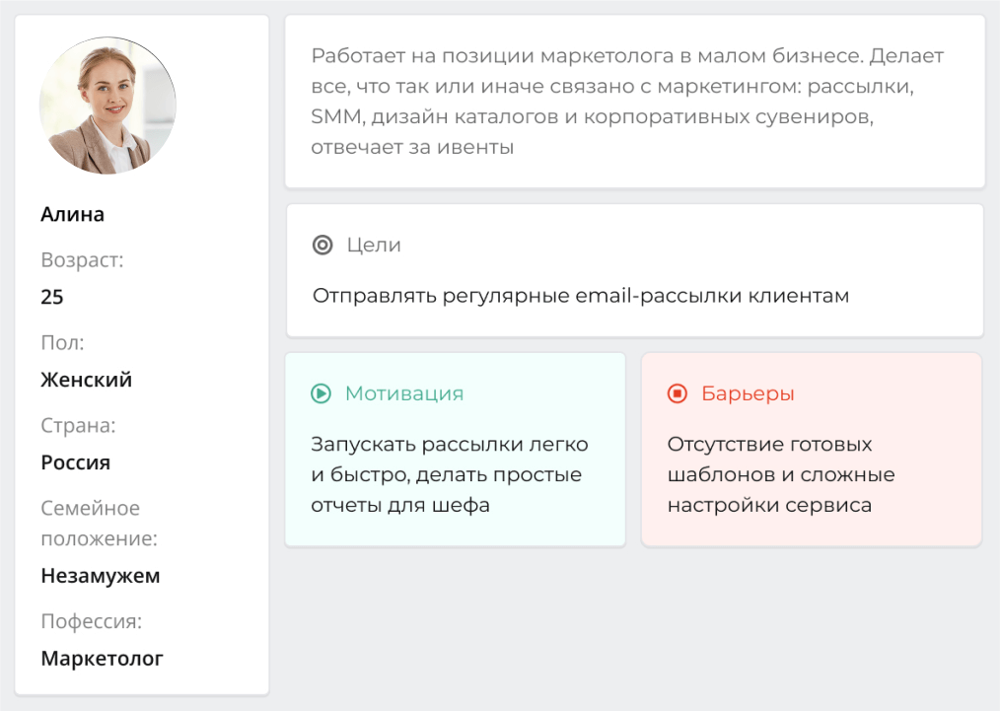 Алина
Возраст:
25
Пол:
Женский
Страна:
Россия
Семейное
положение:
Незамужем
Пофессия:
Маркетолог
Работает на позиции маркетолога в малом бизнесе. Делает
все, что так или иначе связано с маркетингом: рассылки,
SMM, дизайн каталогов и корпоративных сувениров,
отвечает за ивенты
Цели
Отправлять регулярные email-рассылки клиентам
Мотивация
Запускать рассылки легко
и быстро, делать простые
отчеты для шефа
Барьеры
Отсутствие готовых
шаблонов и сложные
настройки сервиса